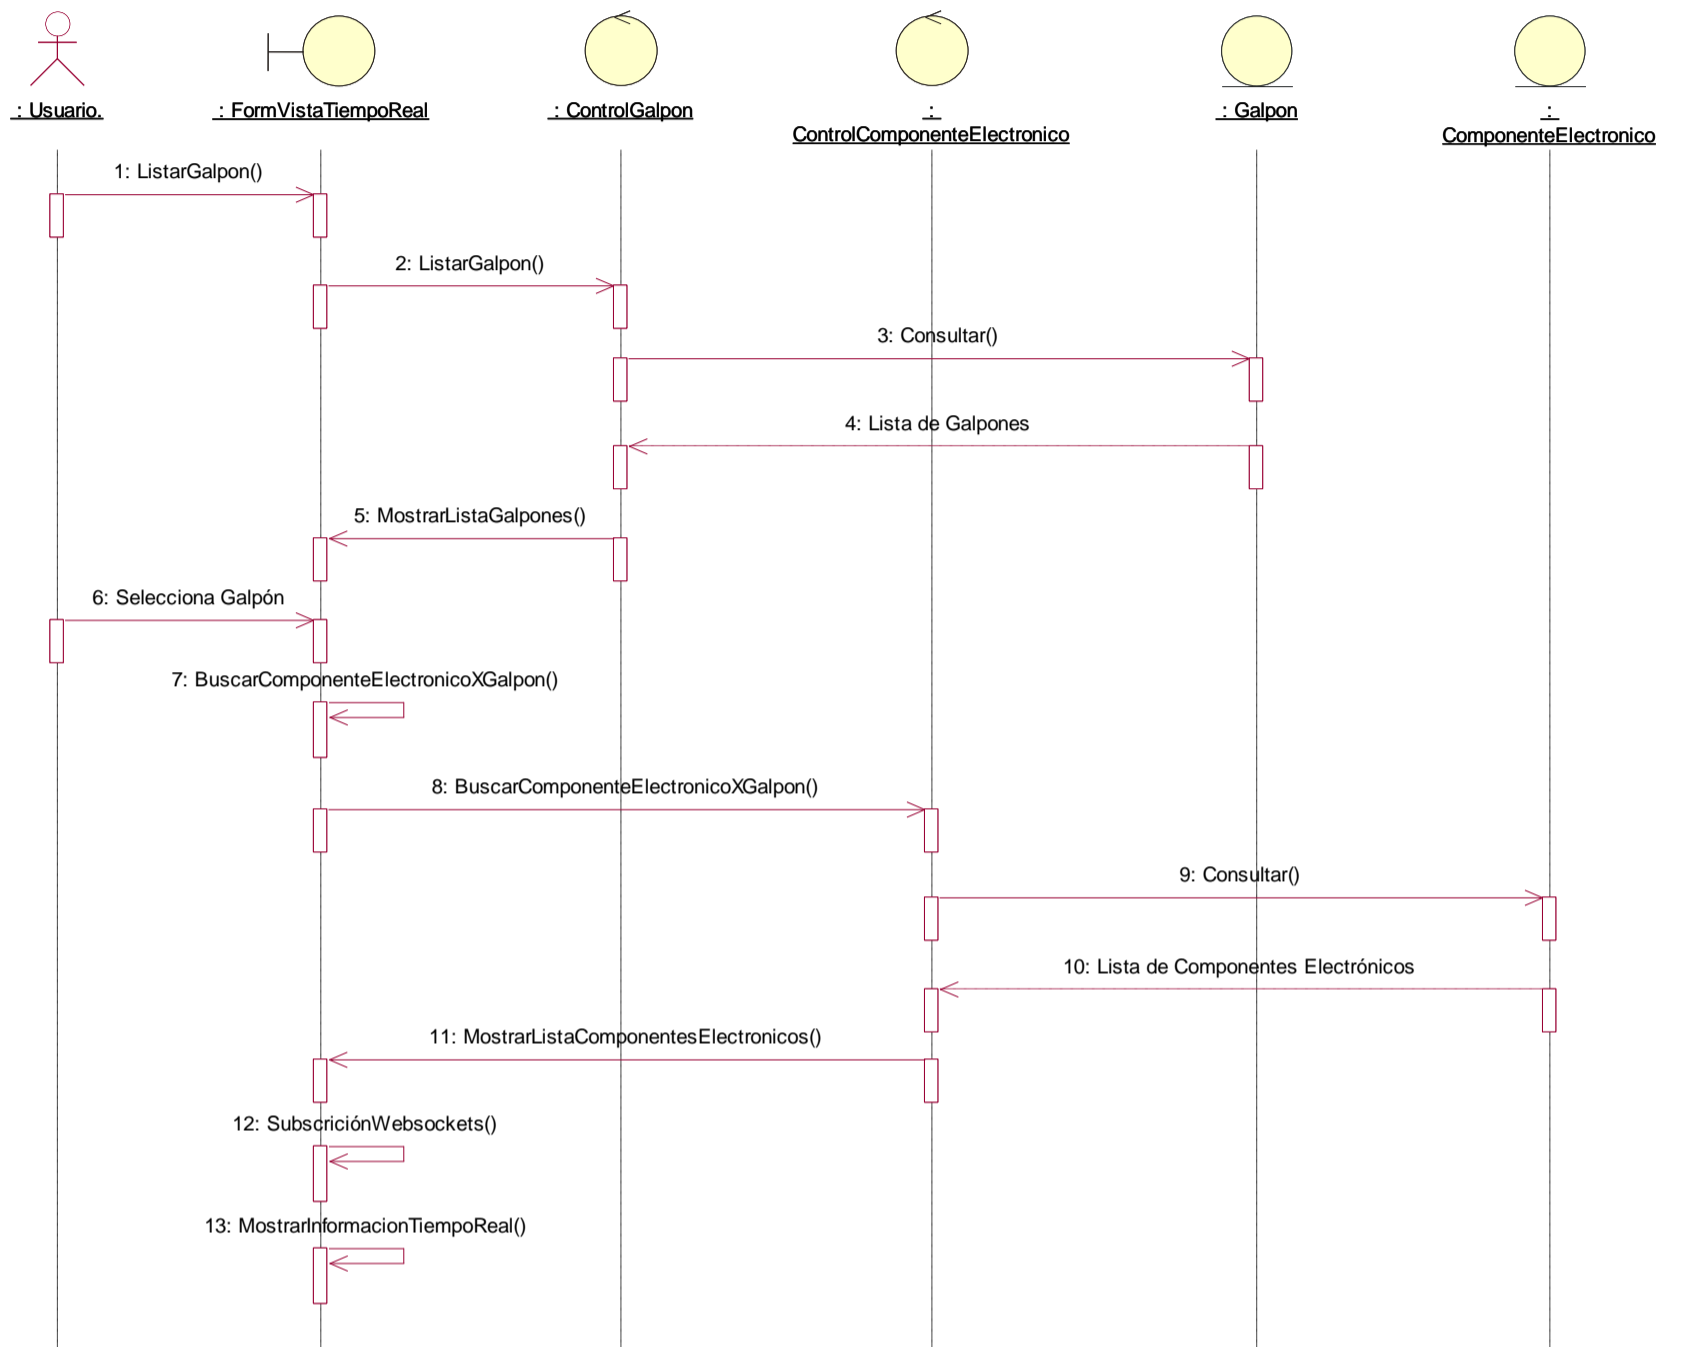 : Usuario.
: FormVistaTiempoReal
: ControlGalpon
:
ControlComponenteElectronico
: Galpon
:
ComponenteElectronico
1: ListarGalpon()
2: ListarGalpon()
3: Consultar()
4: Lista de Galpones
5: MostrarListaGalpones()
6: Selecciona Galpón
7: BuscarComponenteElectronicoXGalpon()
8: BuscarComponenteElectronicoXGalpon()
9: Consultar()
10: Lista de Componentes Electrónicos
11: MostrarListaComponentesElectronicos()
12: SubscriciónWebsockets()
13: MostrarInformacionTiempoReal()